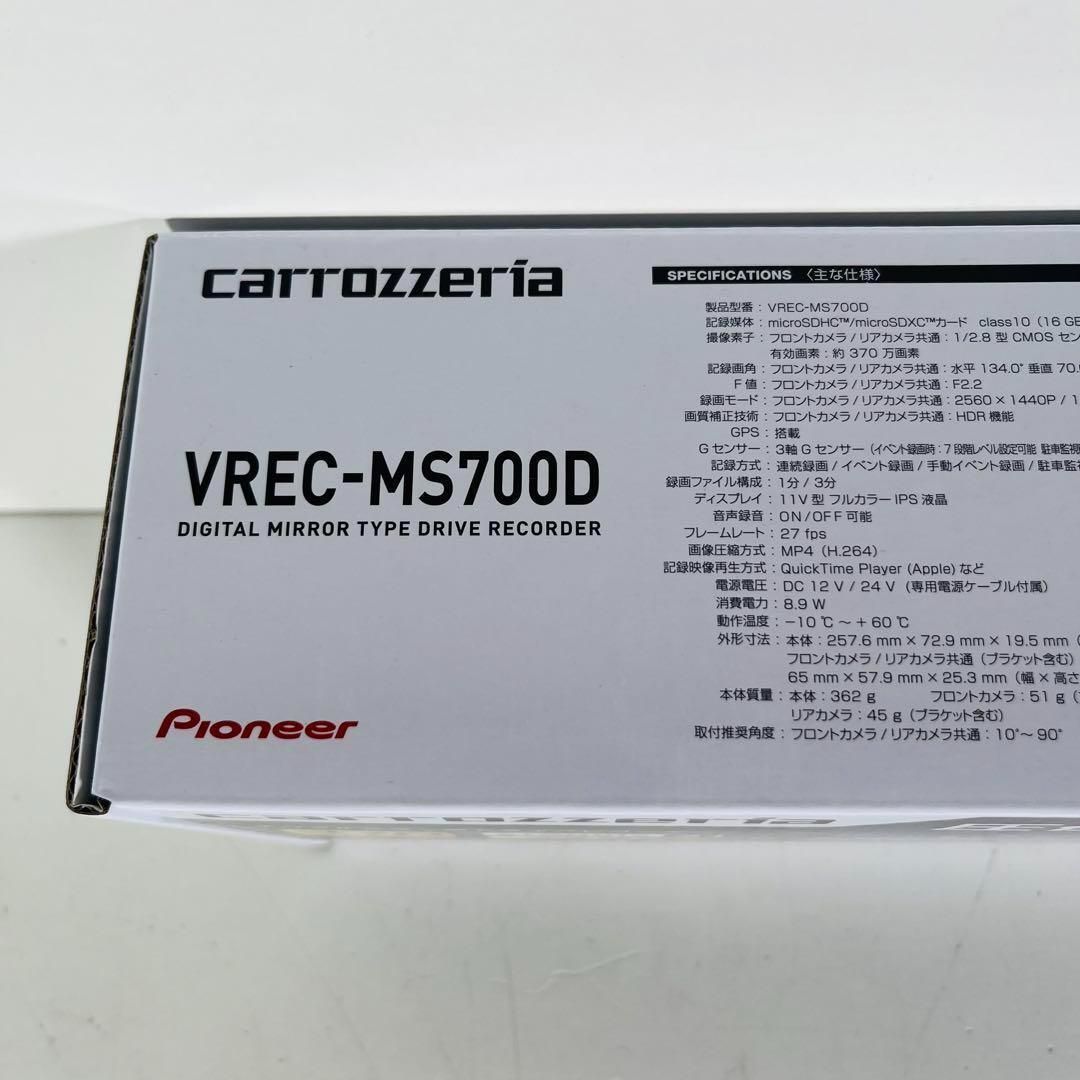 carrozzeria
VREC-MS700D
DIGITAL MIRROR TYPE DRIVE RECORDER
Pioneer
SPECIFICATIONS 〈主な仕様〉
製品型番：VREC-MS700D
記録媒体：microSDHC™/microSDXC™カード class10（16 GB
撮像素子：フロントカメラ / リアカメラ共通：1/2.8 型 CMOS セン
有効画素：約 370 万画素
記録画角：フロントカメラ / リアカメラ共通：水平 134.0° 垂直 70.
F 値：フロントカメラ / リアカメラ共通：F2.2
録画モード：フロントカメラ / リアカメラ共通：2560 × 1440P / 1
画質補正技術：フロントカメラ / リアカメラ共通：HDR 機能
GPS：搭載
G センサー：3軸 G センサー（イベント録画時：7 段階レベル設定可能 駐車監視
記録方式：連続録画 / イベント録画 / 手動イベント録画 / 駐車監
録画ファイル構成：1分 / 3分
ディスプレイ：11V 型 フルカラー IPS 液晶
音声録音：ON/OFF 可能
フレームレート：27 fps
画像圧縮方式：MP4（H.264）
記録映像再生方式：QuickTime Player (Apple) など
電源電圧：DC 12 V / 24 V（専用電源ケーブル付属）
消費電力：8.9 W
動作温度：−10 ℃ ～ + 60 ℃
外形寸法：本体：257.6 mm × 72.9 mm × 19.5 mm（
フロントカメラ / リアカメラ共通（ブラケット含む）
65 mm × 57.9 mm × 25.3 mm（幅 × 高さ
本体質量：本体：362 g フロントカメラ：51 g（
リアカメラ：45 g（ブラケット含む）
取付推奨角度：フロントカメラ / リアカメラ共通：10°～ 90°
carrozzeria